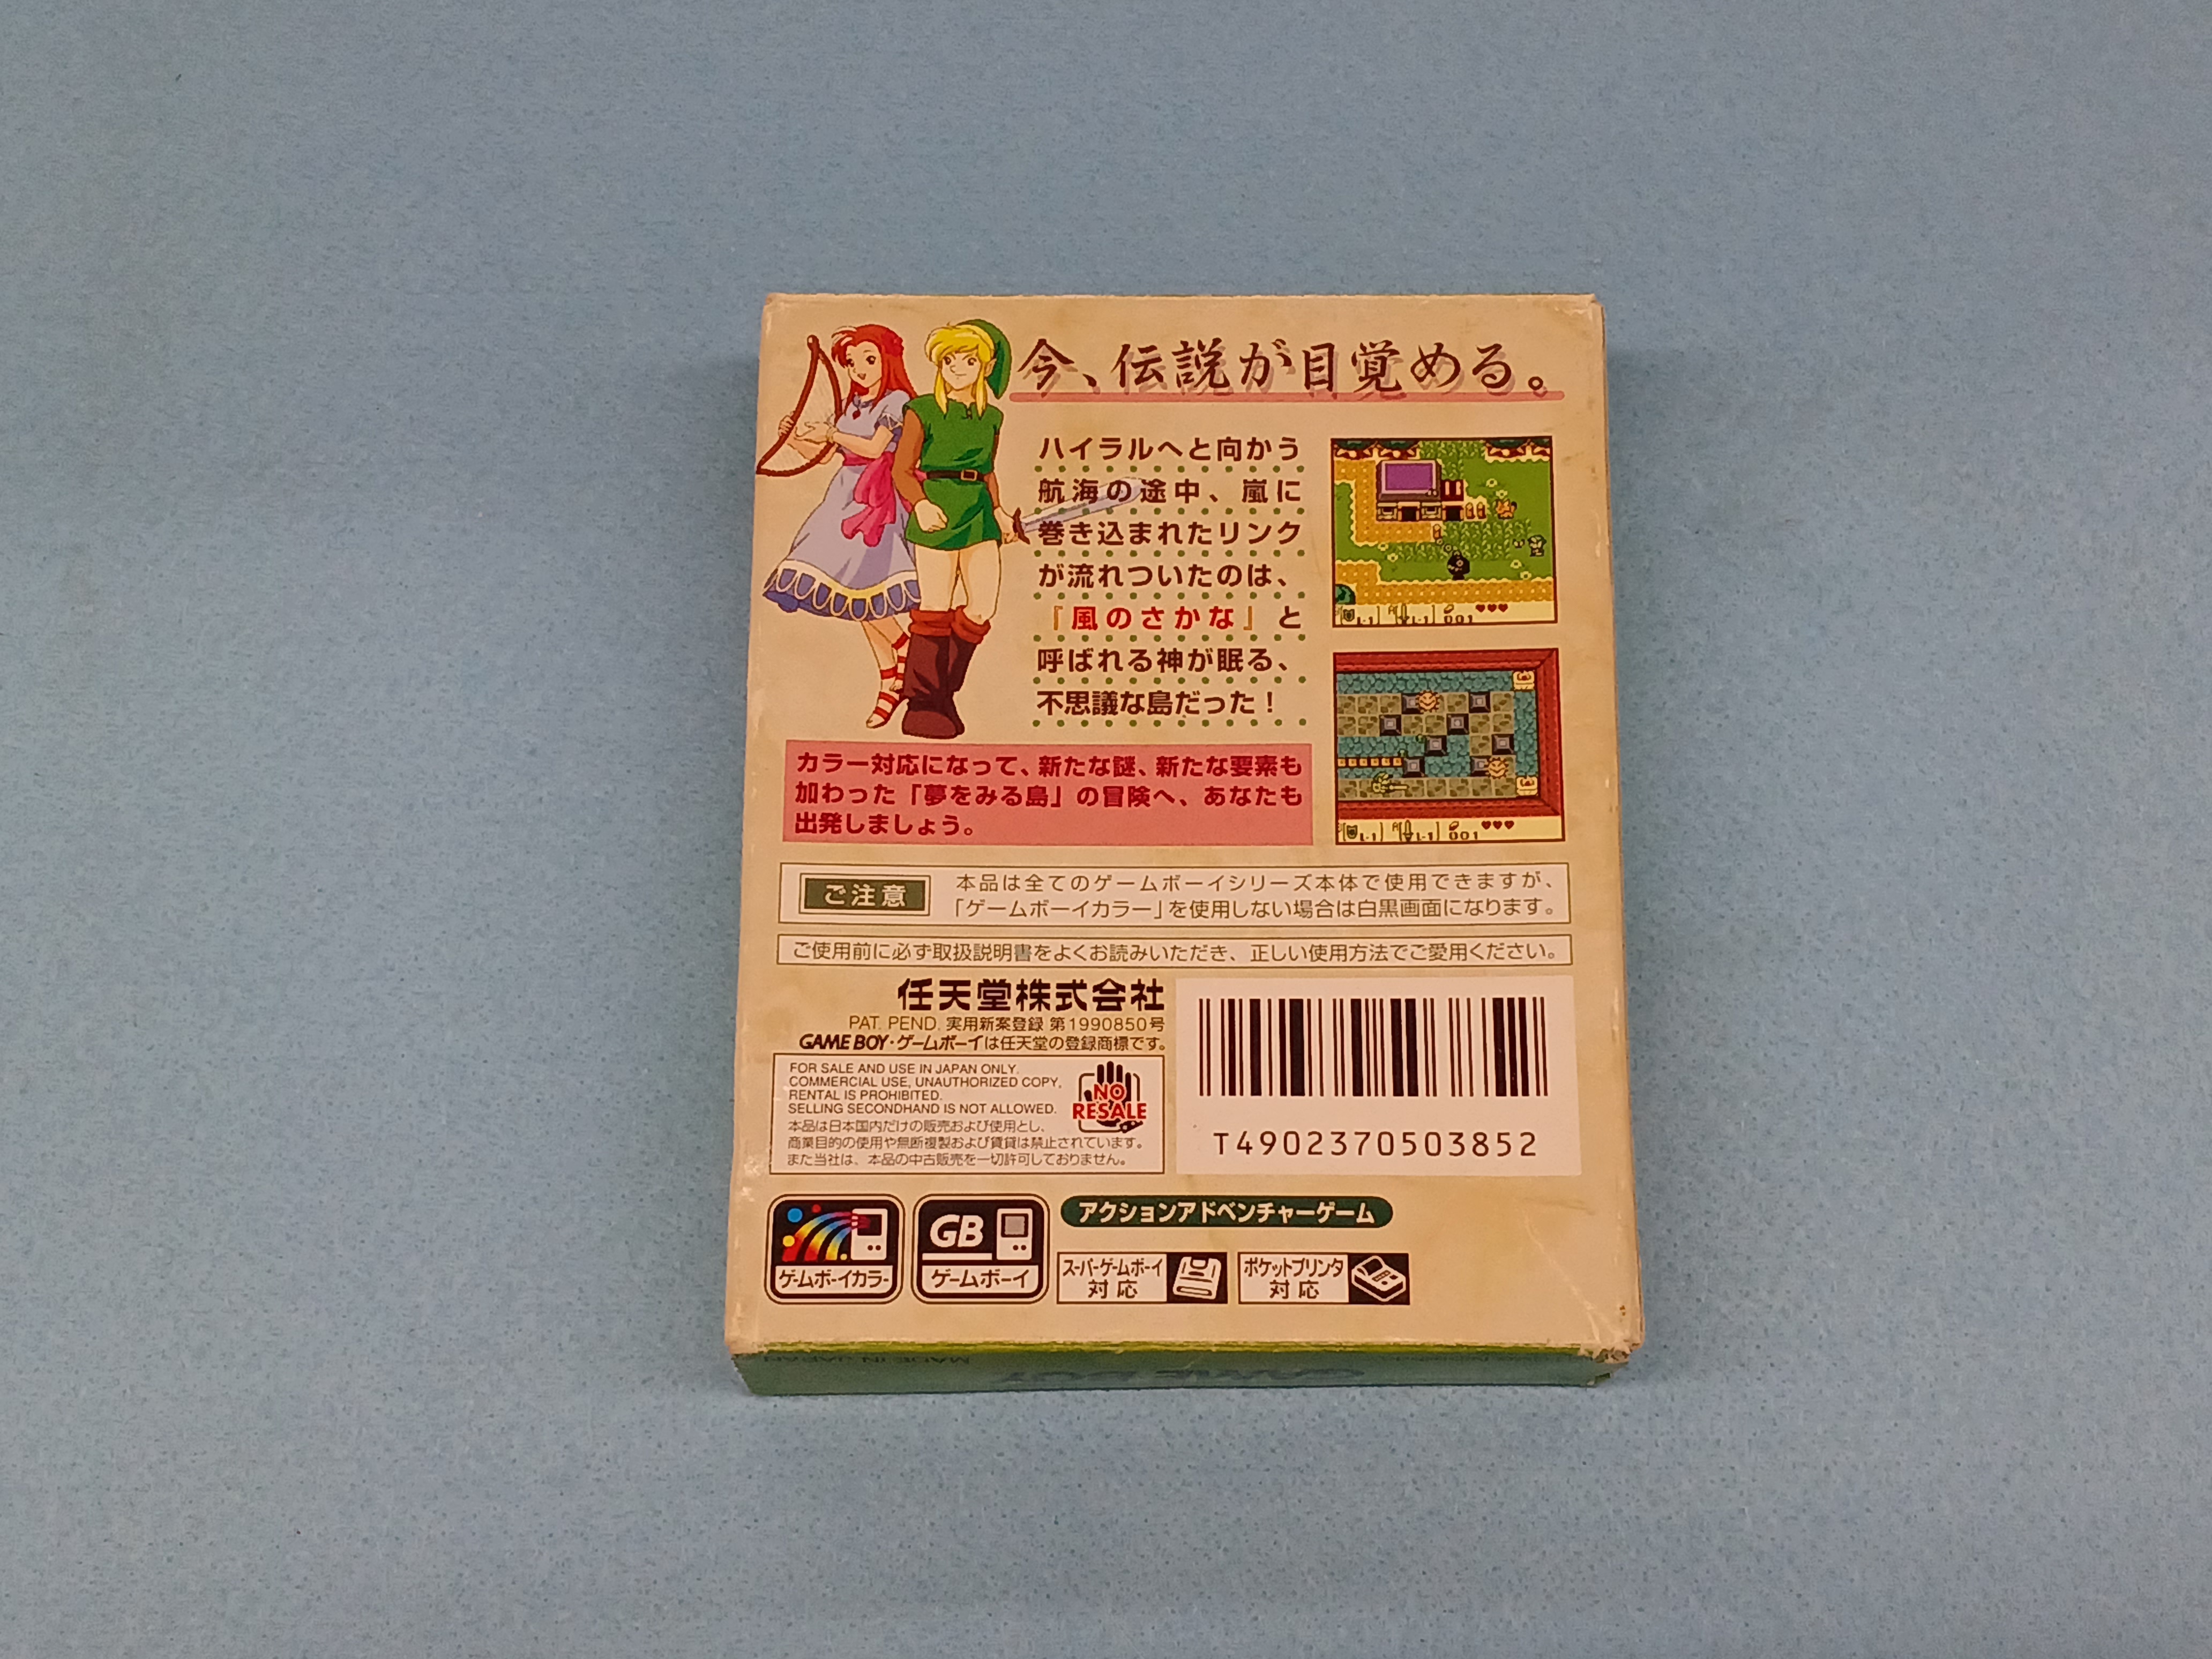 今、伝説が目覚める。
ハイラルへと向かう
航海の途中、嵐に
巻き込まれたリンク
が流れついたのは、
『風のさかな』と
呼ばれる神が眠る、
不思議な島だった！
カラー対応になって、新たな謎、新たな要素も
加わった「夢をみる島」の冒険へ、あなたも
出発しましょう。
L-1 L-1 001
L-1 L-1 001
ご注意
本品は全てのゲームボーイシリーズ本体で使用できますが、
「ゲームボーイカラー」を使用しない場合は白黒画面になります。
ご使用前に必ず取扱説明書をよくお読みいただき、正しい使用方法でご愛用ください。
任天堂株式会社
PAT. PEND. 実用新案登録 第1990850号
GAME BOY・ゲームボーイは任天堂の登録商標です。
FOR SALE AND USE IN JAPAN ONLY.
COMMERCIAL USE, UNAUTHORIZED COPY,
RENTAL IS PROHIBITED.
SELLING SECONDHAND IS NOT ALLOWED.
NO
RESALE
本品は日本国内だけの販売および使用とし、
商業目的の使用や無断複製および賃貸は禁止されています。
また当社は、本品の中古販売を一切許可しておりません。
T4902370503852
ゲームボーイカラー
GB
ゲームボーイ
アクションアドベンチャーゲーム
スーパーゲームボーイ
対応
ポケットプリンタ
対応
MADE IN JAPAN
GAME BOY